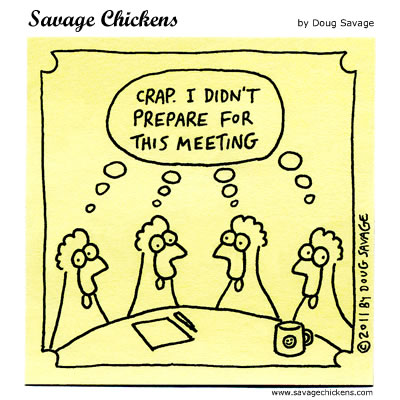 Savage Chickens
by Doug Savage
CRAP. I DIDN'T
PREPARE FOR
THIS MEETING
©2011 BY DOUG SAVAGE
www.savagechickens.com